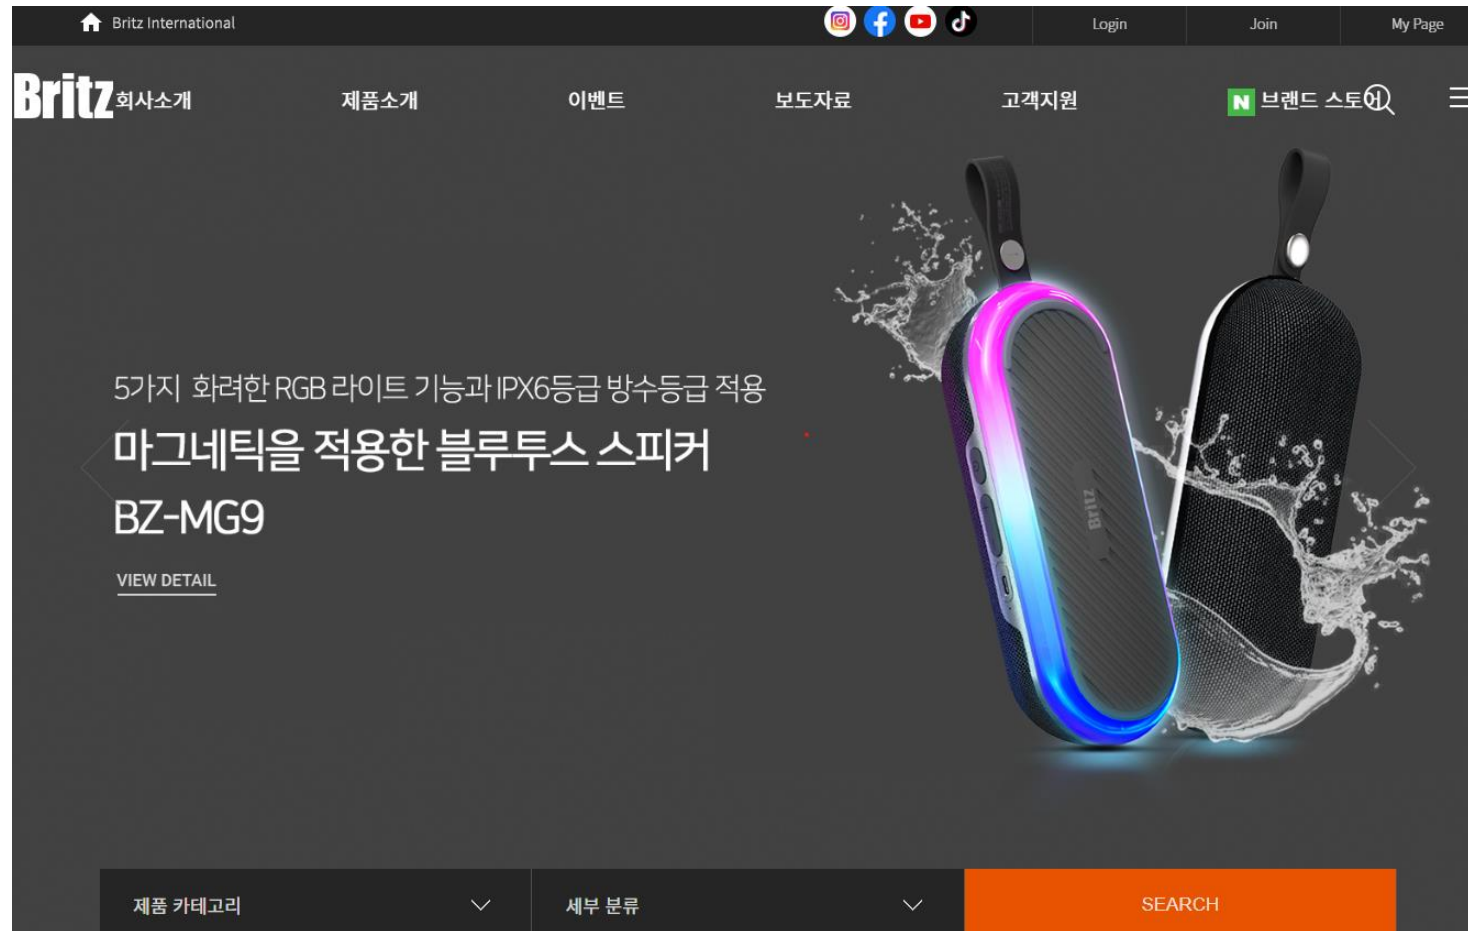 Britz International
Login
Join
My Page
Britz
회사소개
제품소개
이벤트
보도자료
고객지원
N 브랜드 스토어
5가지 화려한 RGB 라이트 기능과 IPX6등급 방수등급 적용
마그네틱을 적용한 블루투스 스피커
BZ-MG9
VIEW DETAIL
Britz
제품 카테고리
세부 분류
SEARCH